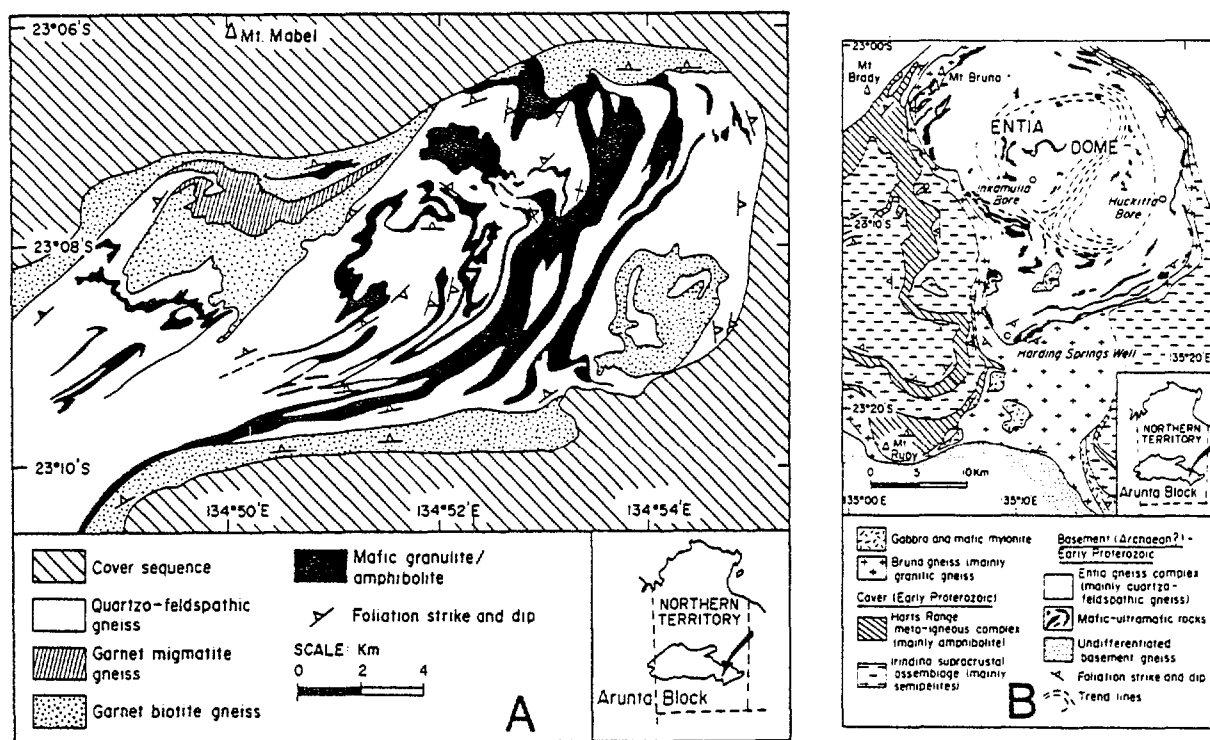 23°06'S
Mt. Mabel
23°08'S
23°10'S
134°50'E
134°52'E
134°54'E
Cover sequence
Quartzo-feldspathic
gneiss
Garnet migmatite
gneiss
Garnet biotite gneiss
Mafic granulite/
amphibolite
Foliation strike and dip
SCALE: Km
0 2 4
A
NORTHERN
TERRITORY
Arunta Block
23°00'S
Mt
Brady
Mt Bruna
ENTIA
DOME
Inkamulla
Bore
Huckitta
Bore
23°10'S
Harding Springs Well
135°20'E
23°20'S
Mt
Ruby
0 5 10 Km
135°00'E
135°10'E
NORTHERN
TERRITORY
Arunta Block
Gabbro and mafic mylonite
Bruna gneiss (mainly
granitic gneiss)
Cover (Early Proterozoic)
Harts Range
meta-igneous complex
(mainly amphibolite)
Irindina supracrustal
assemblage (mainly
semipelites)
Basement (Archaean?)-
Early Proterozoic
Entia gneiss complex
(mainly quartzo-
feldspathic gneiss)
Mafic-ultramafic rocks
Undifferentiated
basement gneiss
Foliation strike and dip
Trend lines
B